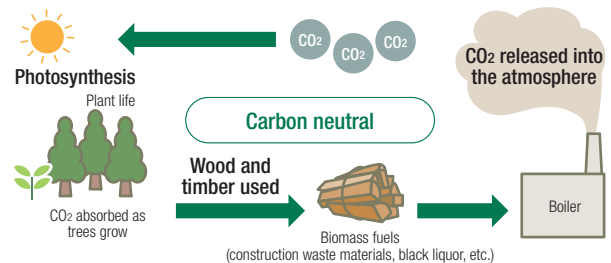 CO2
CO2
CO2
CO2 released into
the atmosphere
Photosynthesis
Plant life
Carbon neutral
Wood and
timber used
CO2 absorbed as
trees grow
Biomass fuels
(construction waste materials, black liquor, etc.)
Boiler